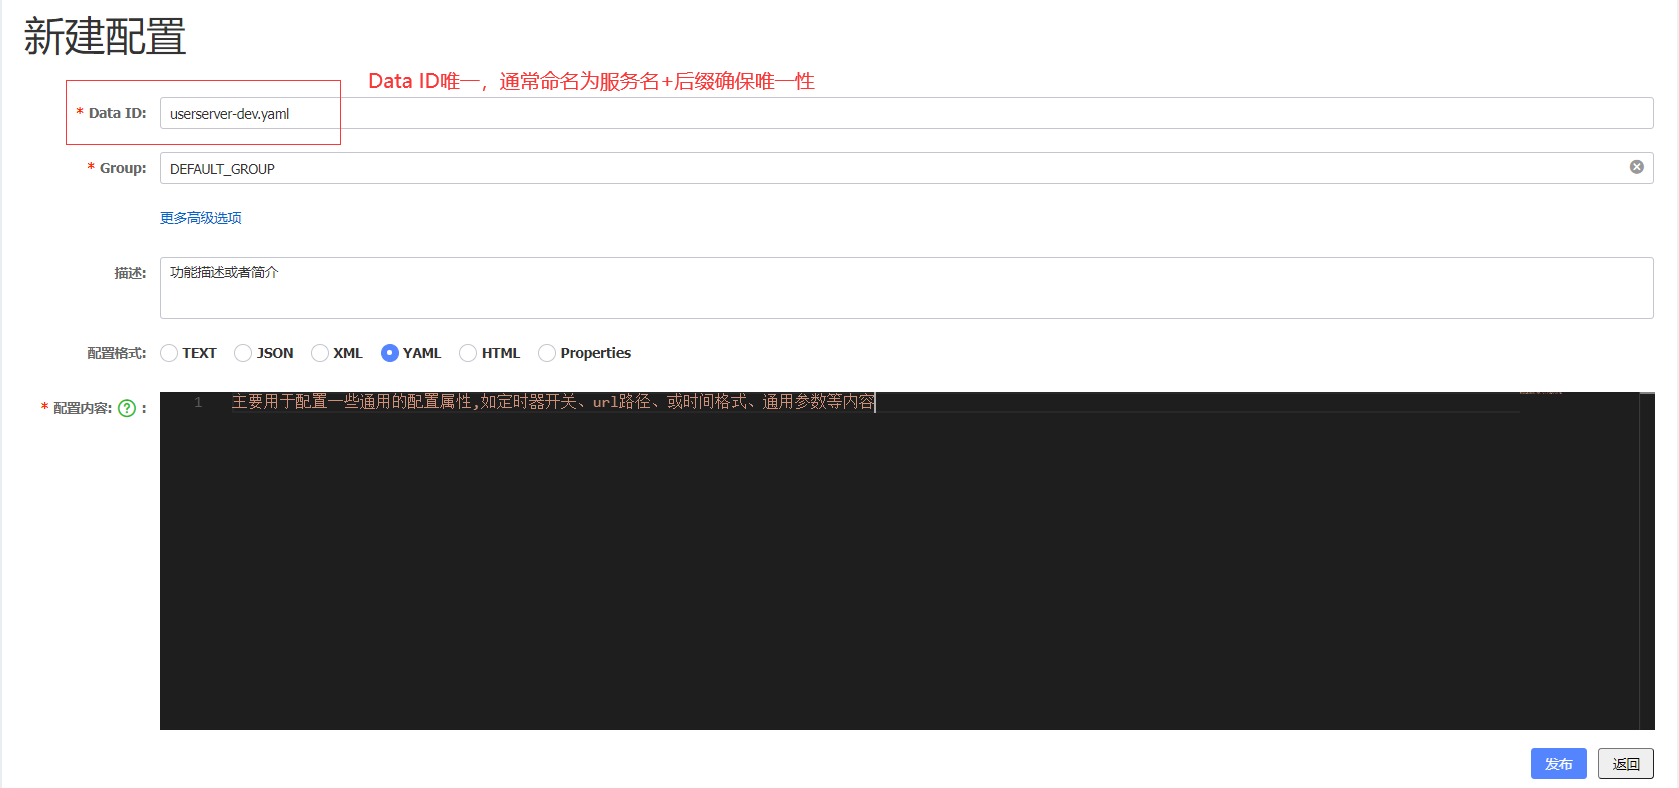 新建配置
Data ID唯一，通常命名为服务名+后缀确保唯一性
* Data ID: userserver-dev.yaml
* Group: DEFAULT_GROUP
更多高级选项
描述: 功能描述或者简介
配置格式: TEXT JSON XML YAML HTML Properties
* 配置内容: ? :
1 主要用于配置一些通用的配置属性,如定时器开关、url路径、或时间格式、通用参数等内容
发布 返回